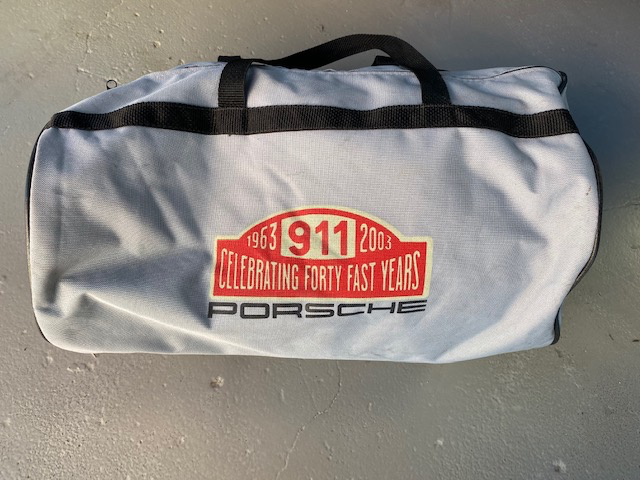 1963 911 2003
CELEBRATING FORTY FAST YEARS
PORSCHE